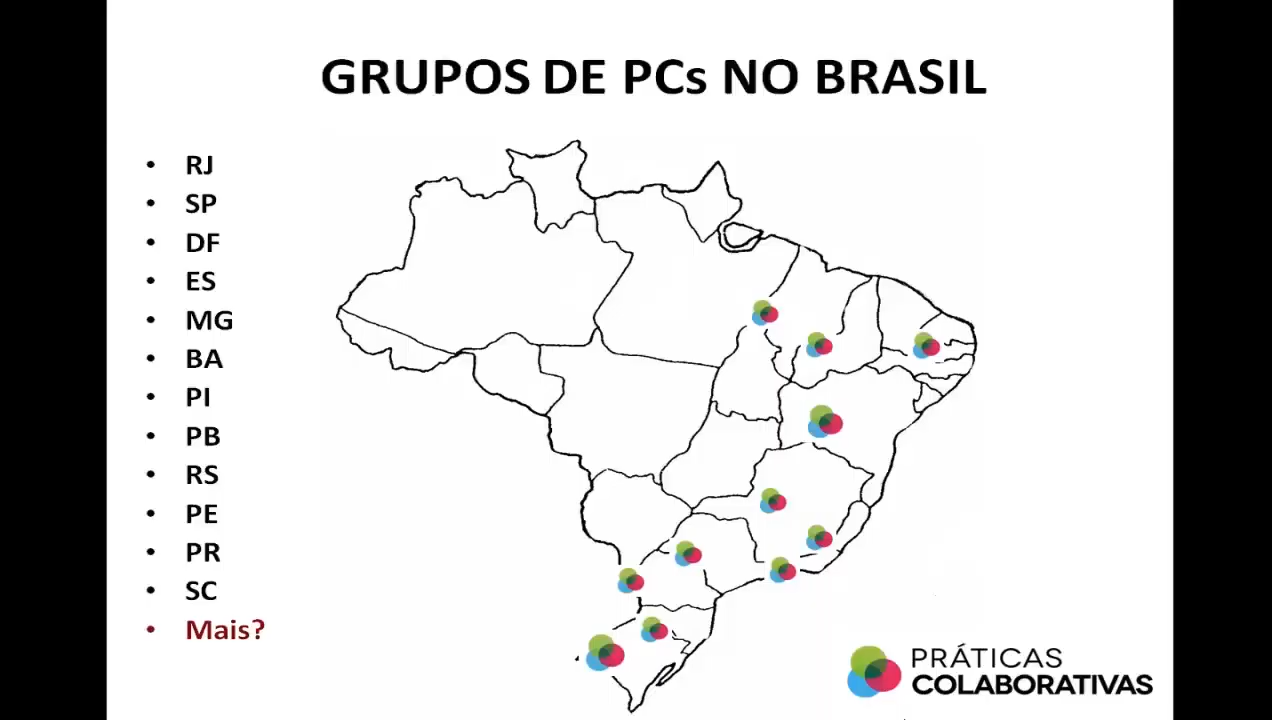 GRUPOS DE PCs NO BRASIL
• RJ
• SP
• DF
• ES
• MG
• BA
• PI
• PB
• RS
• PE
• PR
• SC
• Mais?
PRÁTICAS
COLABORATIVAS